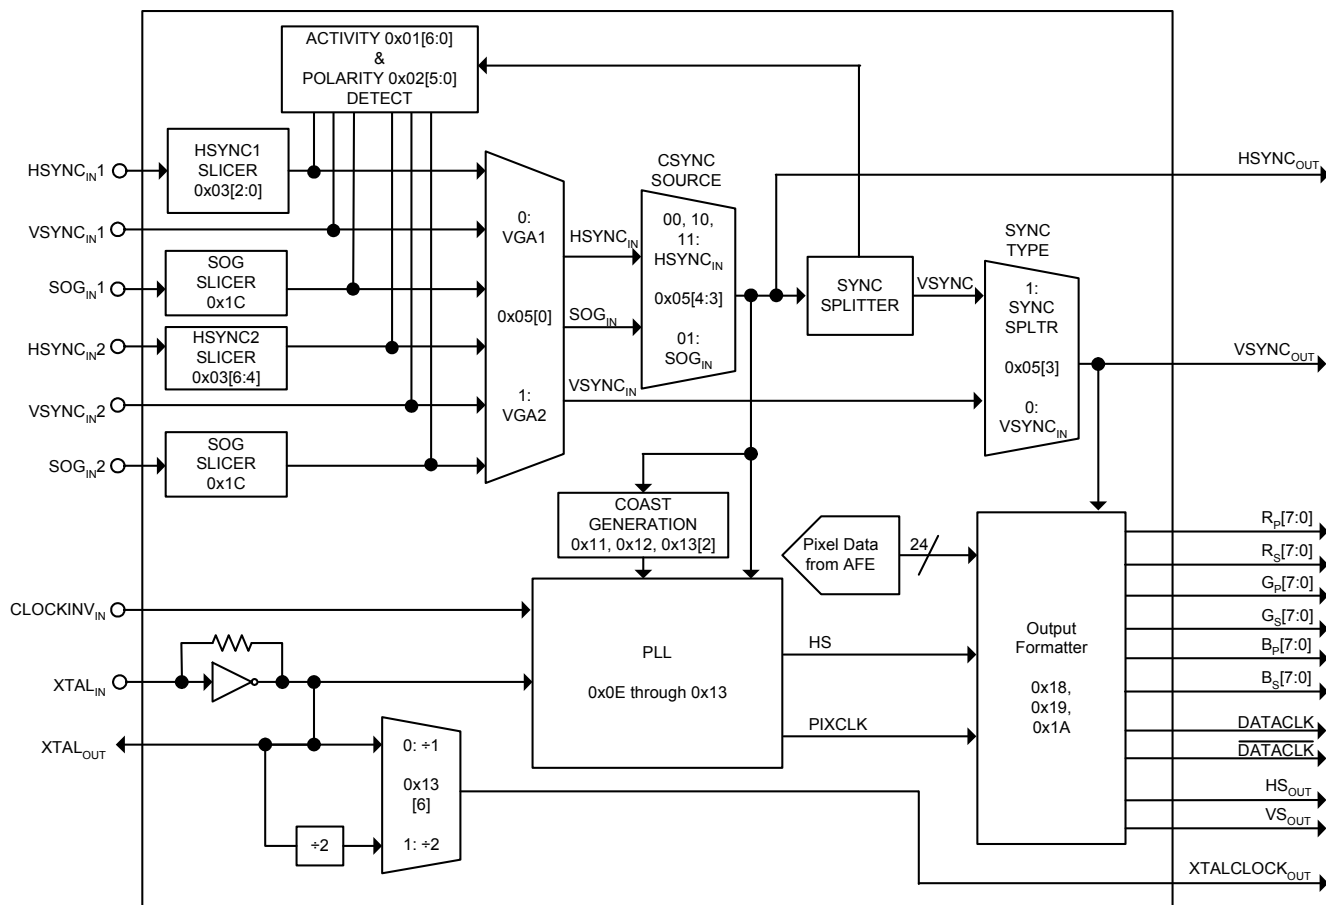 ACTIVITY 0x01[6:0]
&
POLARITY 0x02[5:0]
DETECT
HSYNC_IN1
HSYNC1
SLICER
0x03[2:0]
VSYNC_IN1
SOG_IN1
SOG
SLICER
0x1C
HSYNC_IN2
HSYNC2
SLICER
0x03[6:4]
VSYNC_IN2
SOG_IN2
SOG
SLICER
0x1C
0:
VGA1
0x05[0]
1:
VGA2
HSYNC_IN
SOG_IN
VSYNC_IN
CSYNC
SOURCE
00, 10,
11:
HSYNC_IN
0x05[4:3]
01:
SOG_IN
SYNC
SPLITTER
VSYNC
SYNC
TYPE
1:
SYNC
SPLTR
0x05[3]
0:
VSYNC_IN
HSYNC_OUT
VSYNC_OUT
COAST
GENERATION
0x11, 0x12, 0x13[2]
Pixel Data
from AFE
24
CLOCKINV_IN
XTAL_IN
XTAL_OUT
PLL
0x0E through 0x13
HS
PIXCLK
0: ÷1
0x13
[6]
1: ÷2
÷2
Output
Formatter
0x18,
0x19,
0x1A
R_P[7:0]
R_S[7:0]
G_P[7:0]
G_S[7:0]
B_P[7:0]
B_S[7:0]
DATACLK
DATACLK
HS_OUT
VS_OUT
XTALCLOCK_OUT